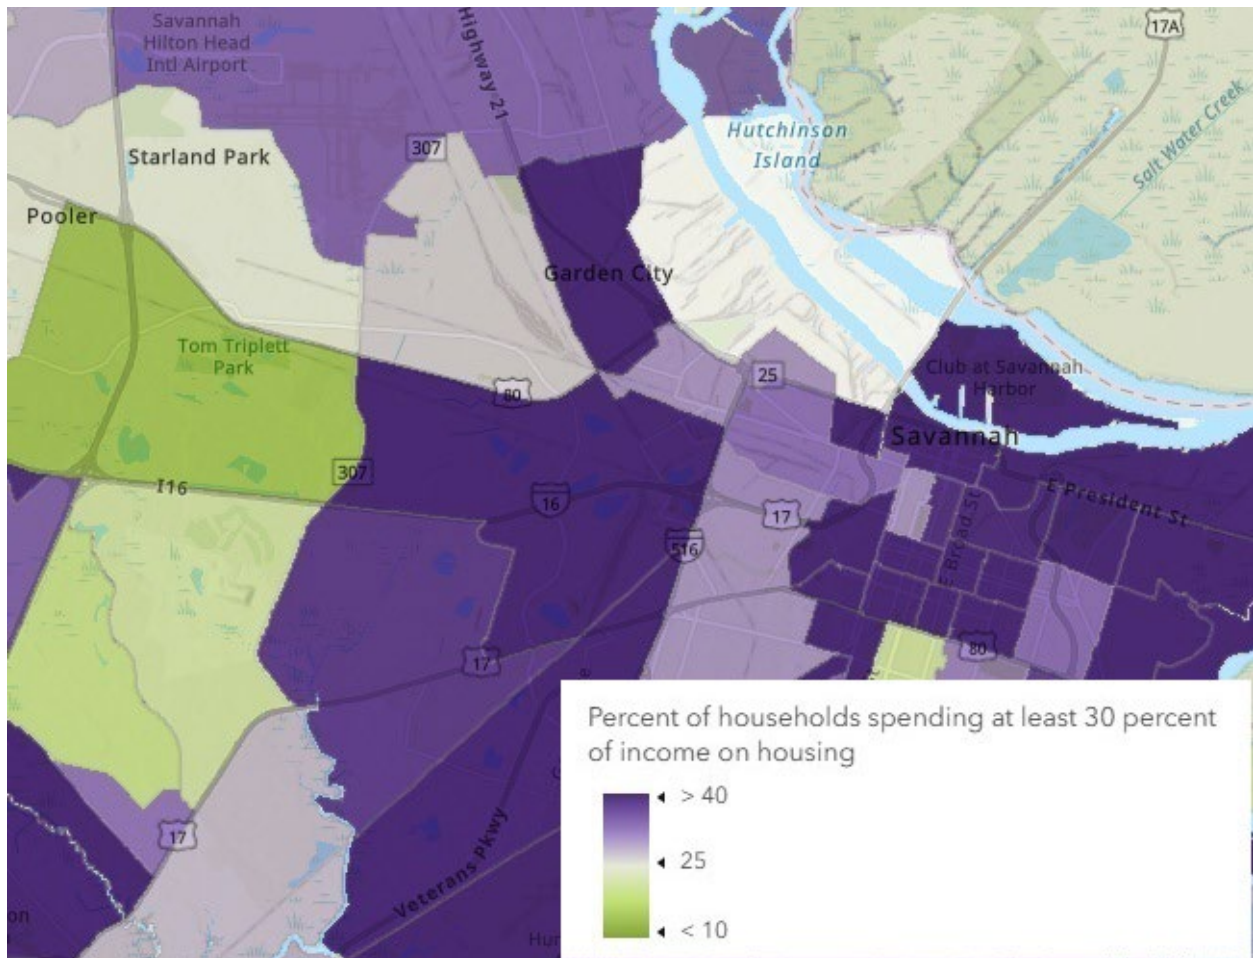 Savannah
Hilton Head
Intl Airport
Highway 21
17A
Hutchinson
Island
Salt Water Creek
307
Starland Park
Pooler
Garden City
Tom Triplett
Park
80
25
Club at Savannah
Harbor
Savannah
307
I16
16
17
E President St
516
E Broad St
17
80
17
Veterans Pkwy
Percent of households spending at least 30 percent
of income on housing
> 40
25
< 10